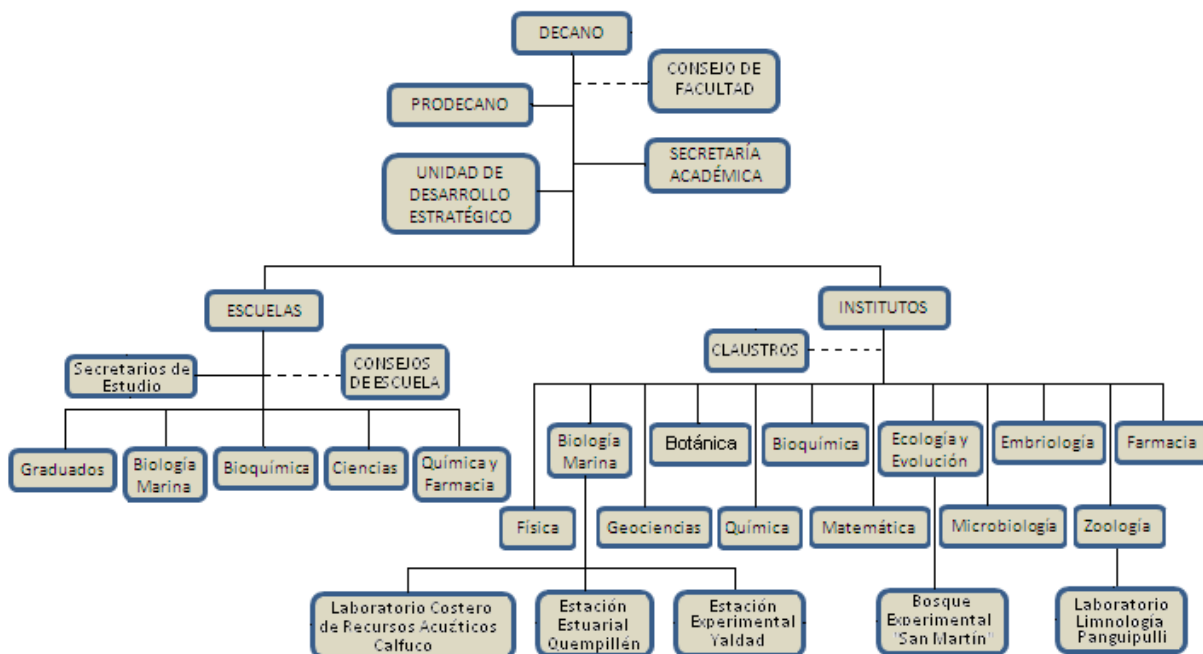 DECANO
CONSEJO DE
FACULTAD
PRODECANO
SECRETARÍA
ACADÉMICA
UNIDAD DE
DESARROLLO
ESTRATÉGICO
ESCUELAS
INSTITUTOS
Secretarios de
Estudio
CONSEJOS
DE ESCUELA
CLAUSTROS
Graduados
Biología
Marina
Bioquímica
Ciencias
Química y
Farmacia
Biología
Marina
Botánica
Bioquímica
Ecología y
Evolución
Embriología
Farmacia
Física
Geociencias
Química
Matemática
Microbiología
Zoología
Laboratorio Costero
de Recursos Acuáticos
Calfuco
Estación
Estuarial
Quempillén
Estación
Experimental
Yaldad
Bosque
Experimental
"San Martín"
Laboratorio
Limnología
Panguipulli